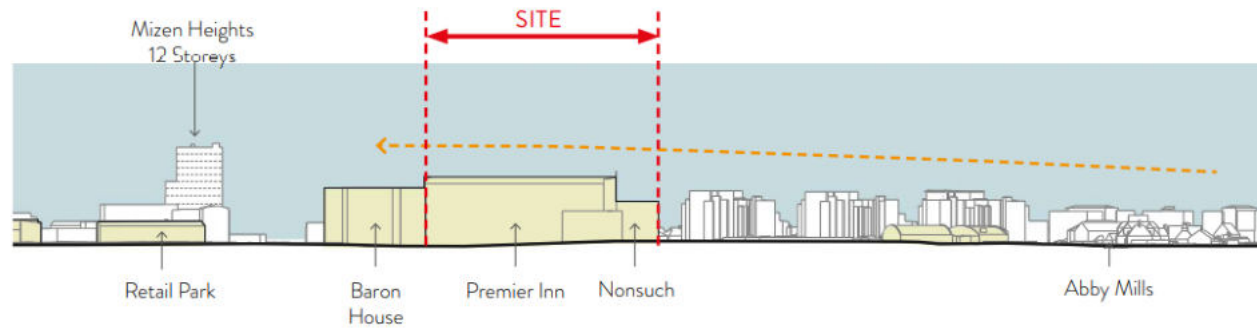 SITE
Mizen Heights
12 Storeys
Retail Park
Baron
House
Premier Inn
Nonsuch
Abby Mills